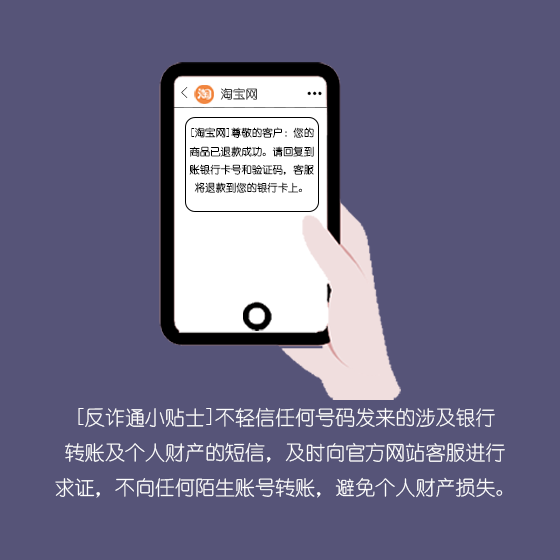 淘 淘宝网
[淘宝网]尊敬的客户：您的
商品已退款成功。请回复到
账银行卡号和验证码，客服
将退款到您的银行卡上。
[反诈通小贴士]不轻信任何号码发来的涉及银行
转账及个人财产的短信，及时向官方网站客服进行
求证，不向任何陌生账号转账，避免个人财产损失。